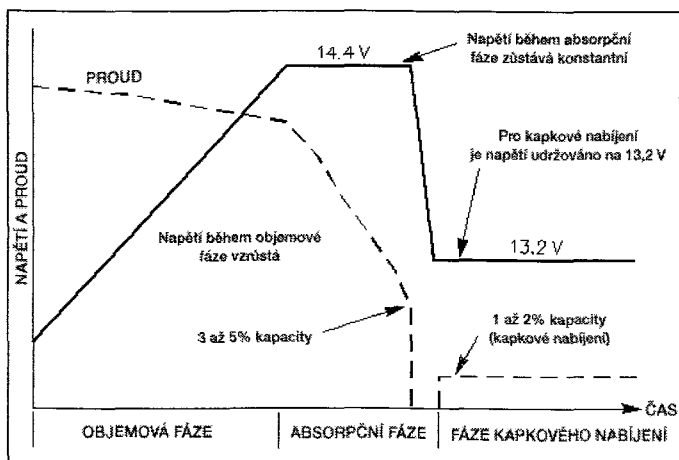 14.4 V
Napětí během absorpční
fáze zůstává konstantní
PROUD
Pro kapkové nabíjení
je napětí udržováno na 13,2 V
NAPĚTÍ A PROUD
Napětí během objemové
fáze vzrůstá
13.2 V
3 až 5% kapacity
1 až 2% kapacity
(kapkové nabíjení)
ČAS
OBJEMOVÁ FÁZE
ABSORPČNÍ FÁZE
FÁZE KAPKOVÉHO NABÍJENÍ